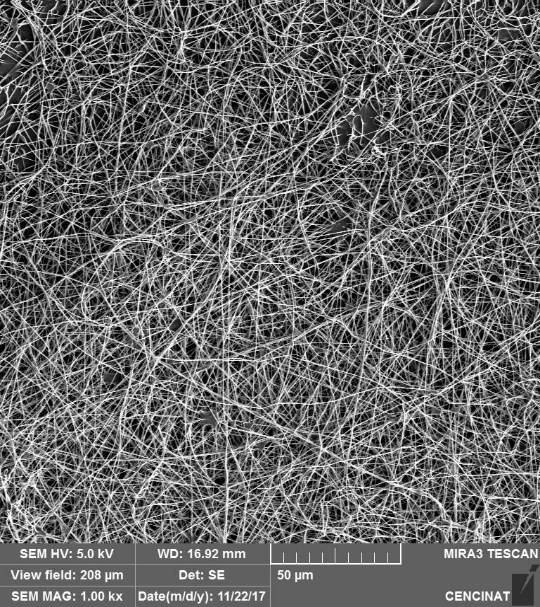 SEM HV: 5.0 kV WD: 16.92 mm MIRA3 TESCAN
View field: 208 µm Det: SE 50 µm
SEM MAG: 1.00 kx Date(m/d/y): 11/22/17 CENCINAT